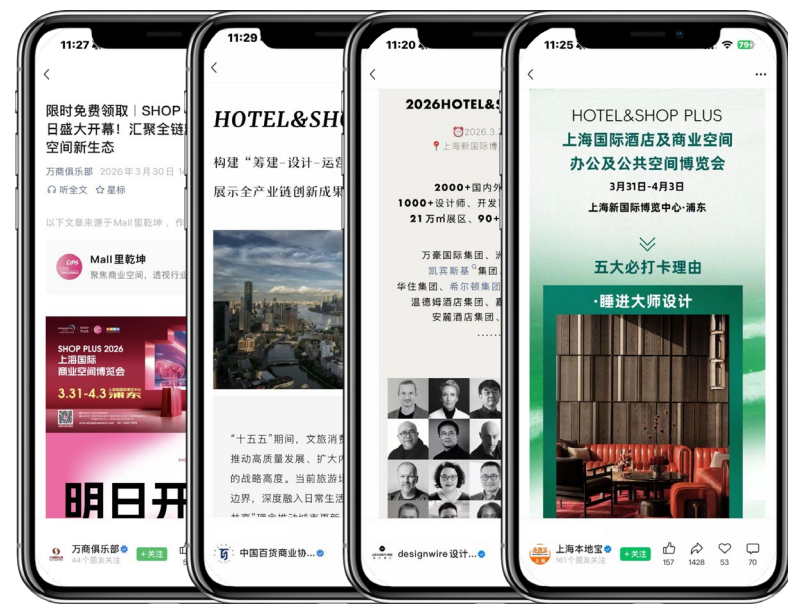 11:27
限时免费领取｜SHOP
日盛大开幕！汇聚全链
空间新生态
万商俱乐部 2026年3月30日
听全文 星标
以下文章来源于Mall里乾坤，作
Mall里乾坤
聚焦商业空间，透视行业
SHOP PLUS 2026
上海国际
商业空间博览会
3.31-4.3
浦东
明日开
万商俱乐部
44个朋友关注
+关注
11:29
HOTEL&SH
构建“筹建-设计-运营
展示全产业链创新成果
“十五五”期间，文旅消费
推动高质量发展、扩大内
的战略高度。当前旅游场
边界，深度融入日常生活
中国百货商业协...
11:20
2026HOTEL&S
2026.3.
上海新国际博
2000+国内外
1000+设计师、开发
21万㎡展区、90+
万豪国际集团、洲
凯宾斯基集团、
华住集团、希尔顿集团
温德姆酒店集团、嘉
安麓酒店集团、
......
designwire设计...
11:25
79
HOTEL&SHOP PLUS
上海国际酒店及商业空间
办公及公共空间博览会
3月31日-4月3日
上海新国际博览中心·浦东
五大必打卡理由
·睡进大师设计
上海本地宝
161个朋友关注
+关注
157
1428
53
70